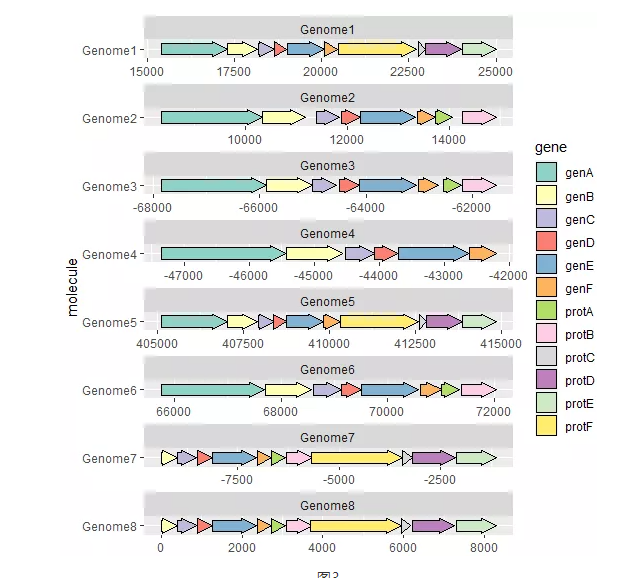 Genome1
Genome1
15000 17500 20000 22500 25000
Genome2
Genome2
10000 12000 14000
Genome3
Genome3
-68000 -66000 -64000 -62000
Genome4
Genome4
-47000 -46000 -45000 -44000 -43000 -42000
Genome5
Genome5
405000 407500 410000 412500 415000
Genome6
Genome6
66000 68000 70000 72000
Genome7
Genome7
-7500 -5000 -2500
Genome8
Genome8
0 2000 4000 6000 8000
molecule
gene
genA
genB
genC
genD
genE
genF
protA
protB
protC
protD
protE
protF